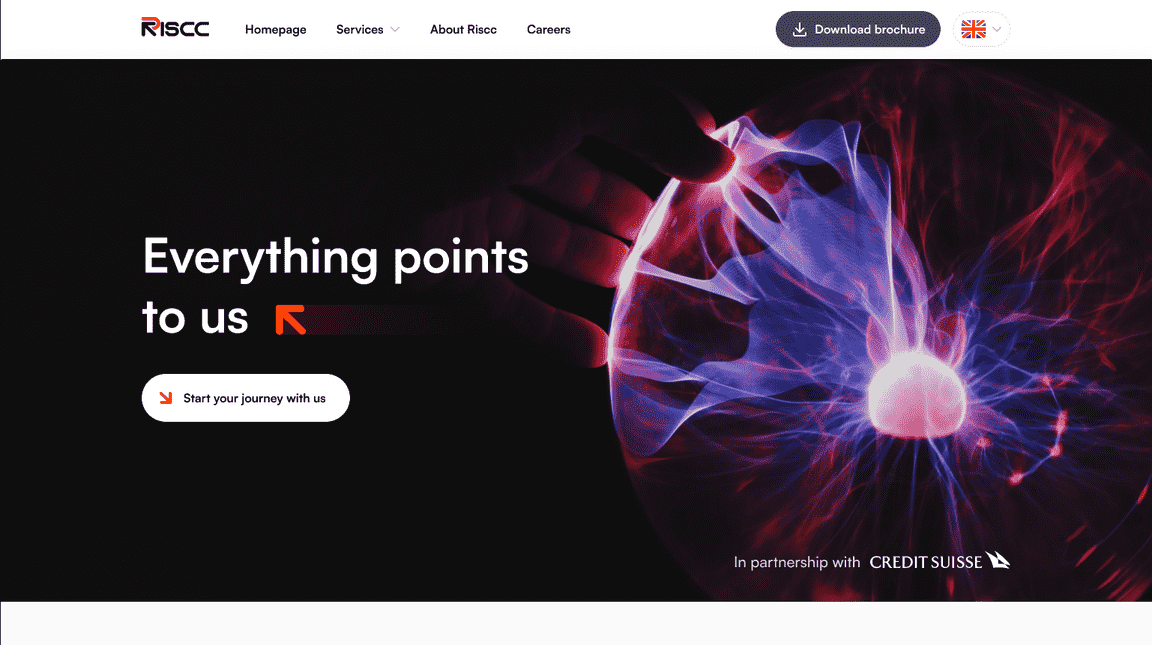 RISCC
Homepage
Services
About Riscc
Careers
Download brochure
Everything points
to us
Start your journey with us
In partnership with CREDIT SUISSE